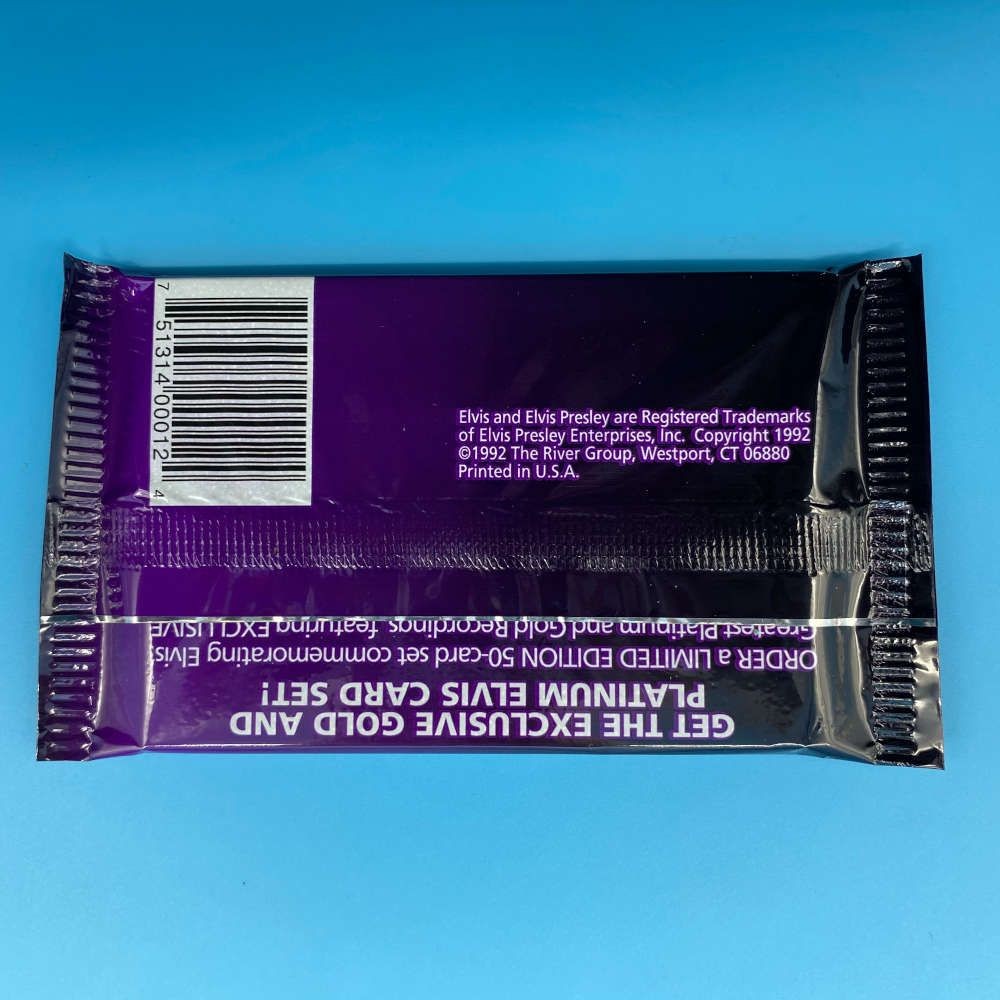 7 51314 00012 4
Elvis and Elvis Presley are Registered Trademarks
of Elvis Presley Enterprises, Inc. Copyright 1992
©1992 The River Group, Westport, CT 06880
Printed in U.S.A.
GET THE EXCLUSIVE GOLD AND
PLATINUM ELVIS CARD SET!
ORDER a LIMITED EDITION 50-card set commemorating Elvis'
Greatest Platinum and Gold Recordings, featuring EXCLUSIVE